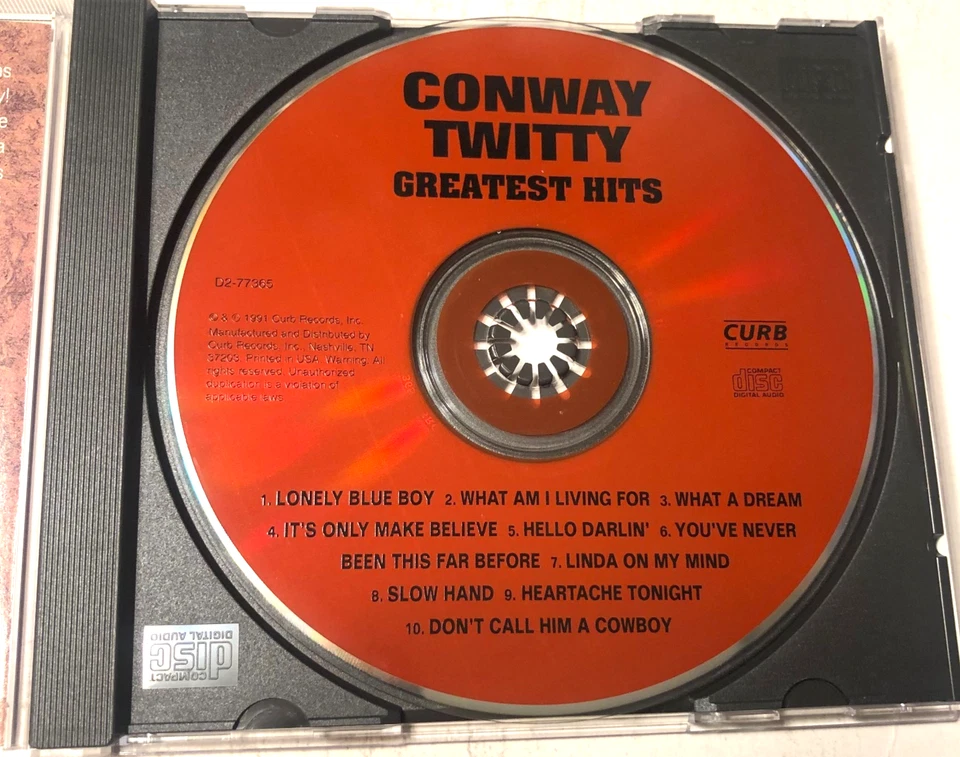 CONWAY
TWITTY
GREATEST HITS
D2-77365
℗ & © 1991 Curb Records, Inc.
Manufactured and Distributed by
Curb Records, Inc., Nashville, TN
37203. Printed in USA. Warning. All
rights reserved. Unauthorized
duplication is a violation of
applicable laws
CURB
RECORDS
COMPACT
disc
DIGITAL AUDIO
1. LONELY BLUE BOY 2. WHAT AM I LIVING FOR 3. WHAT A DREAM
4. IT'S ONLY MAKE BELIEVE 5. HELLO DARLIN' 6. YOU'VE NEVER
BEEN THIS FAR BEFORE 7. LINDA ON MY MIND
8. SLOW HAND 9. HEARTACHE TONIGHT
10. DON'T CALL HIM A COWBOY
COMPACT
disc
DIGITAL AUDIO